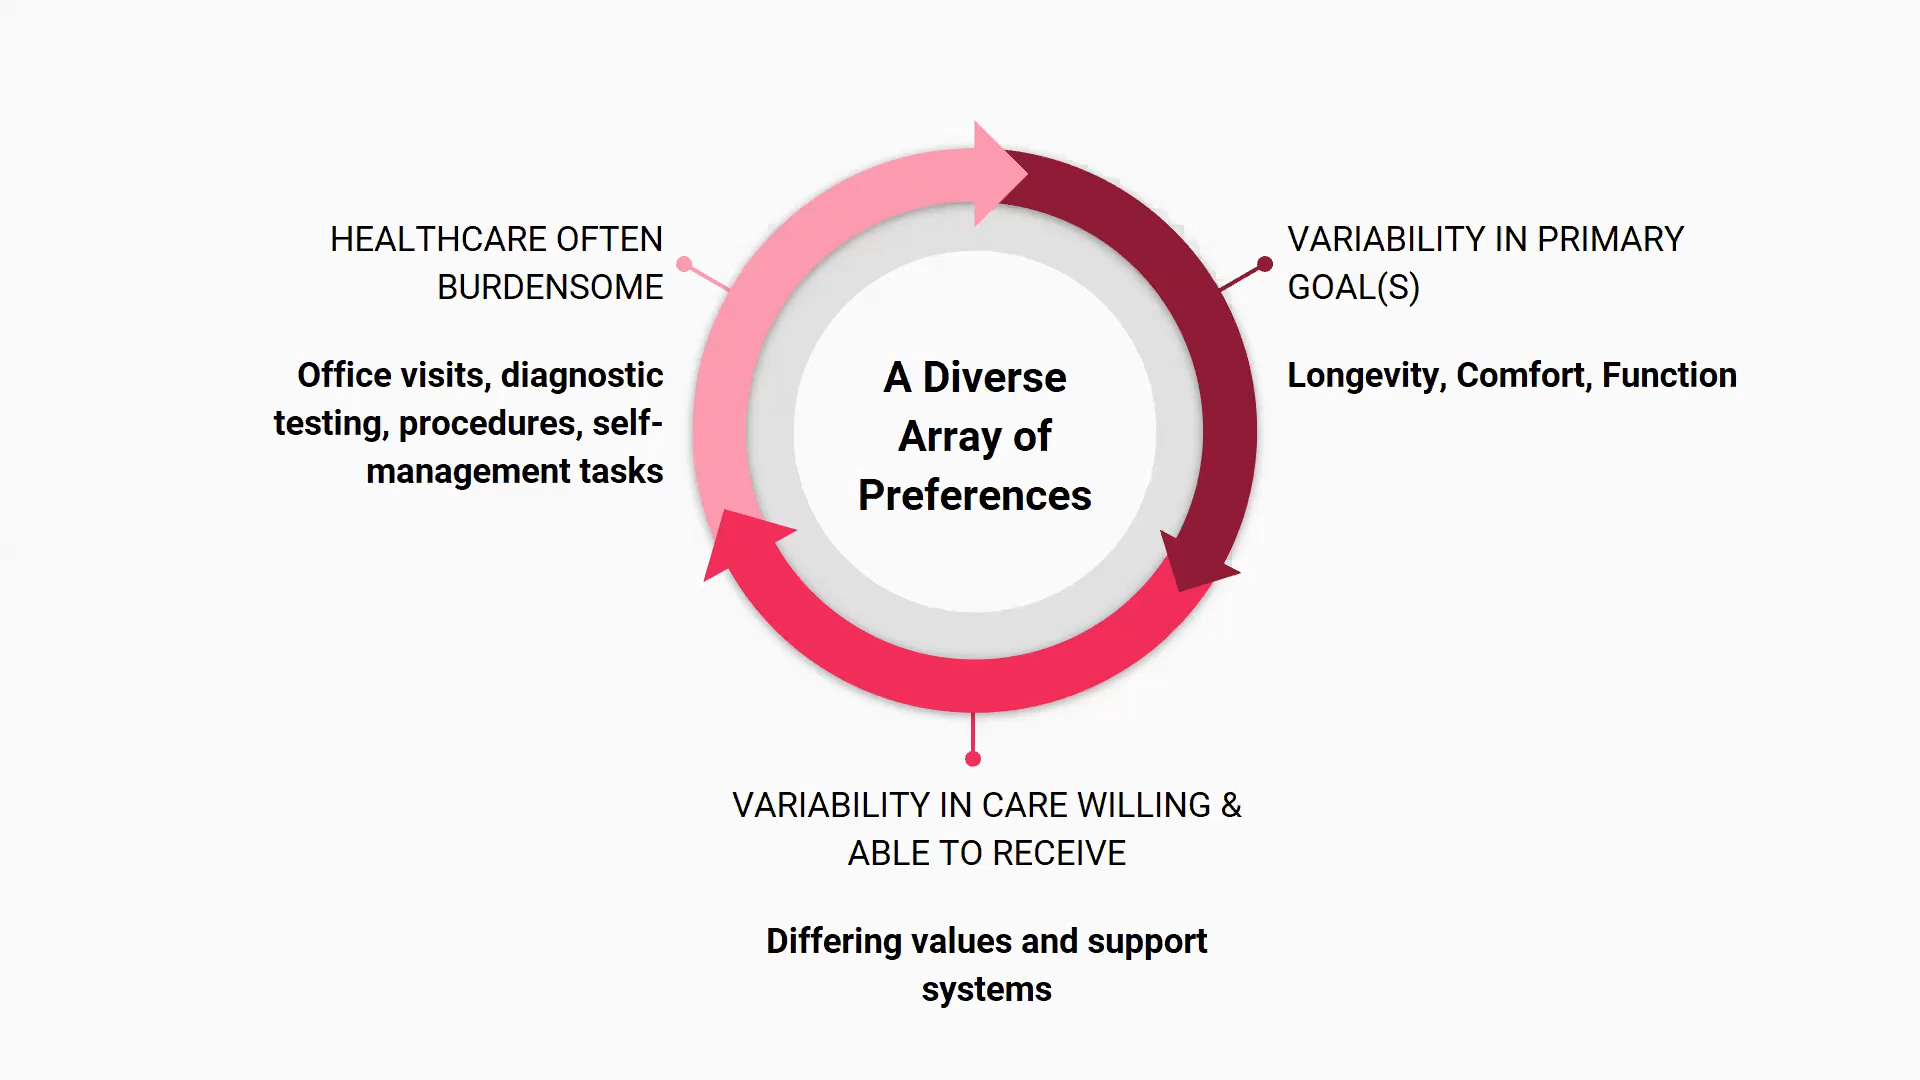 HEALTHCARE OFTEN
BURDENSOME
Office visits, diagnostic
testing, procedures, self-
management tasks
A Diverse
Array of
Preferences
VARIABILITY IN PRIMARY
GOAL(S)
Longevity, Comfort, Function
VARIABILITY IN CARE WILLING &
ABLE TO RECEIVE
Differing values and support
systems